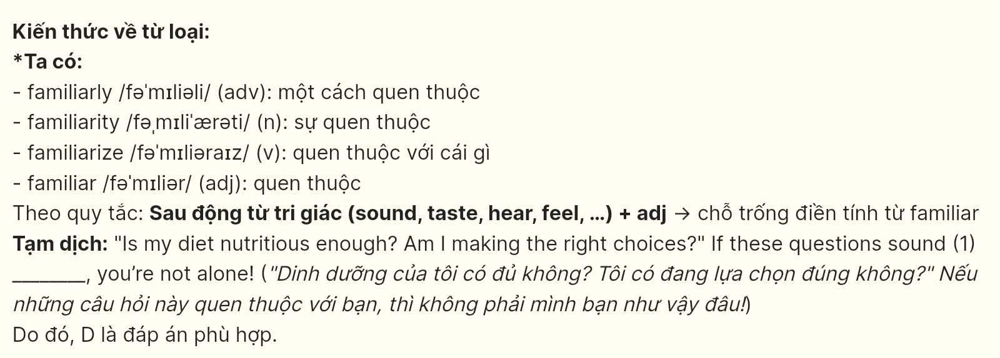 Kiến thức về từ loại:
*Ta có:
- familiarly /fəˈmɪliəli/ (adv): một cách quen thuộc
- familiarity /fəˌmɪliˈærəti/ (n): sự quen thuộc
- familiarize /fəˈmɪliəraɪz/ (v): quen thuộc với cái gì
- familiar /fəˈmɪliər/ (adj): quen thuộc
Theo quy tắc: Sau động từ tri giác (sound, taste, hear, feel, …) + adj → chỗ trống điền tính từ familiar
Tạm dịch: "Is my diet nutritious enough? Am I making the right choices?" If these questions sound (1)
________, you’re not alone! ("Dinh dưỡng của tôi có đủ không? Tôi có đang lựa chọn đúng không?" Nếu
những câu hỏi này quen thuộc với bạn, thì không phải mình bạn như vậy đâu!)
Do đó, D là đáp án phù hợp.